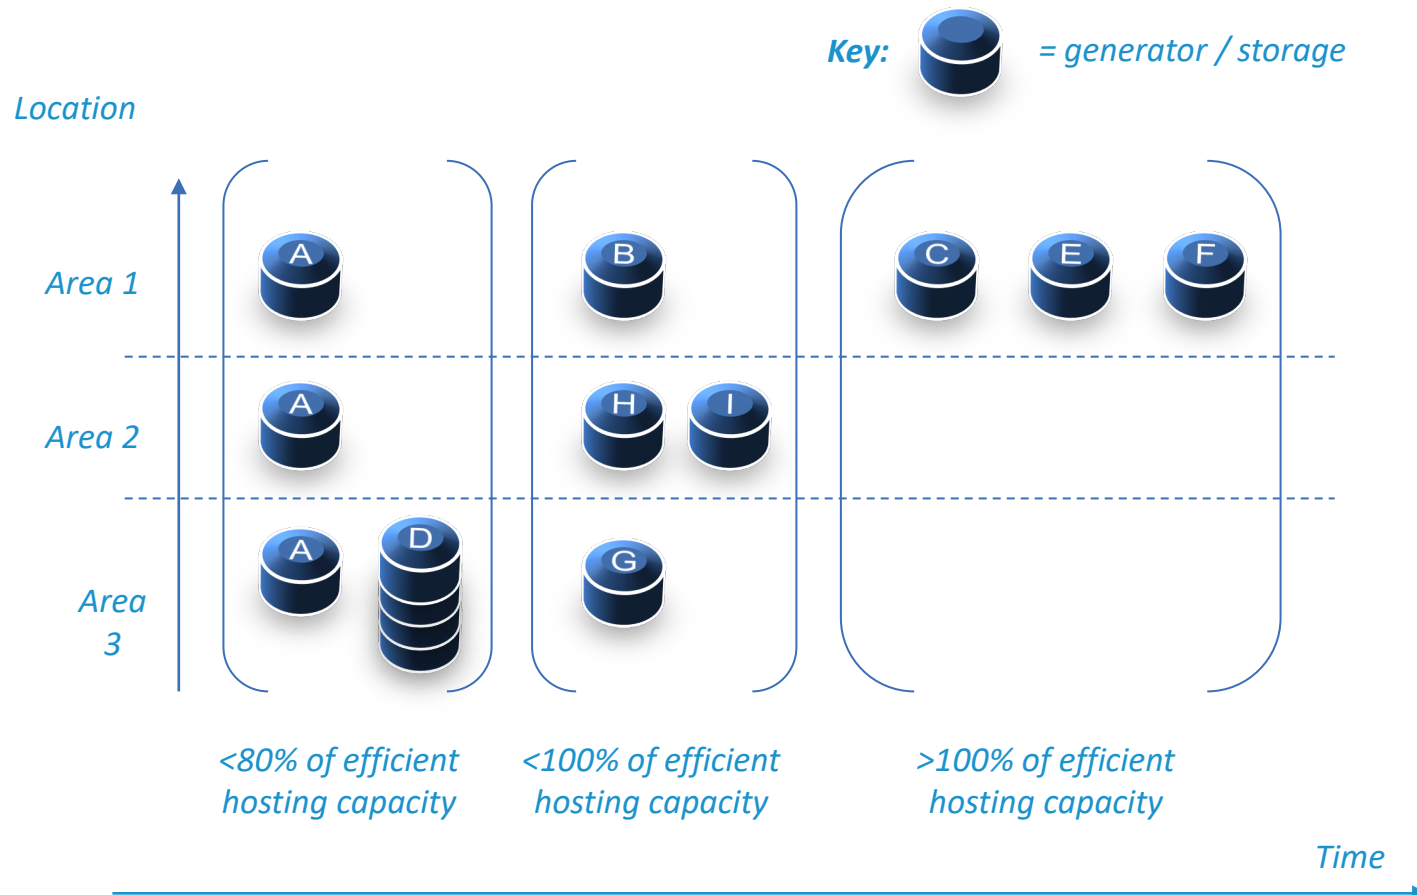 Key:
= generator / storage
Location
Area 1
A
B
C
E
F
Area 2
A
H
I
Area
3
A
D
G
<80% of efficient
hosting capacity
<100% of efficient
hosting capacity
>100% of efficient
hosting capacity
Time